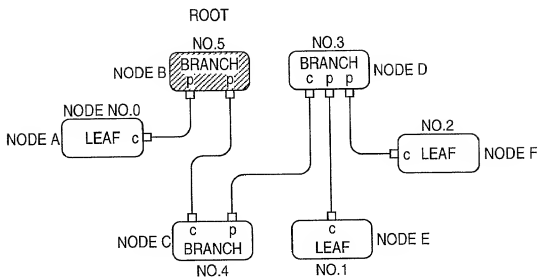 ROOT
NO.5
NODE B
BRANCH
p p
NO.3
BRANCH
c p p
NODE D
NODE NO.0
NODE A
LEAF c
NO.2
c LEAF
NODE F
NODE C
c p
BRANCH
NO.4
c
LEAF
NODE E
NO.1